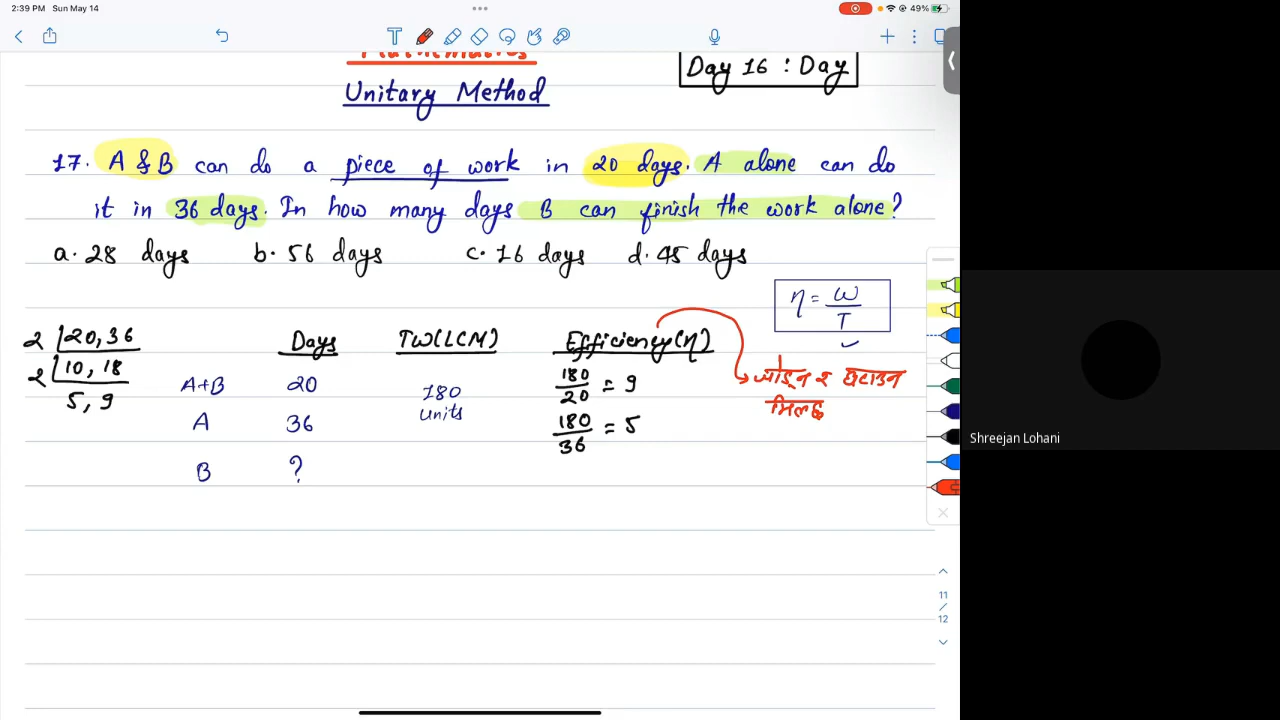 2:39 PM Sun May 14
49%
Mathematics
Day 16 : Day
Unitary Method
17. A & B can do a piece of work in 20 days. A alone can do
it in 36 days. In how many days B can finish the work alone?
a. 28 days b. 56 days c. 16 days d. 45 days
η = W
T
2 20, 36
2 10, 18
5, 9
Days TW(LCM) Efficiency(η)
A+B 20 180 units 180/20 = 9
A 36 180/36 = 5
B ?
जोड्न र घटाउन
मिल्छ
Shreejan Lohani
11
/
12